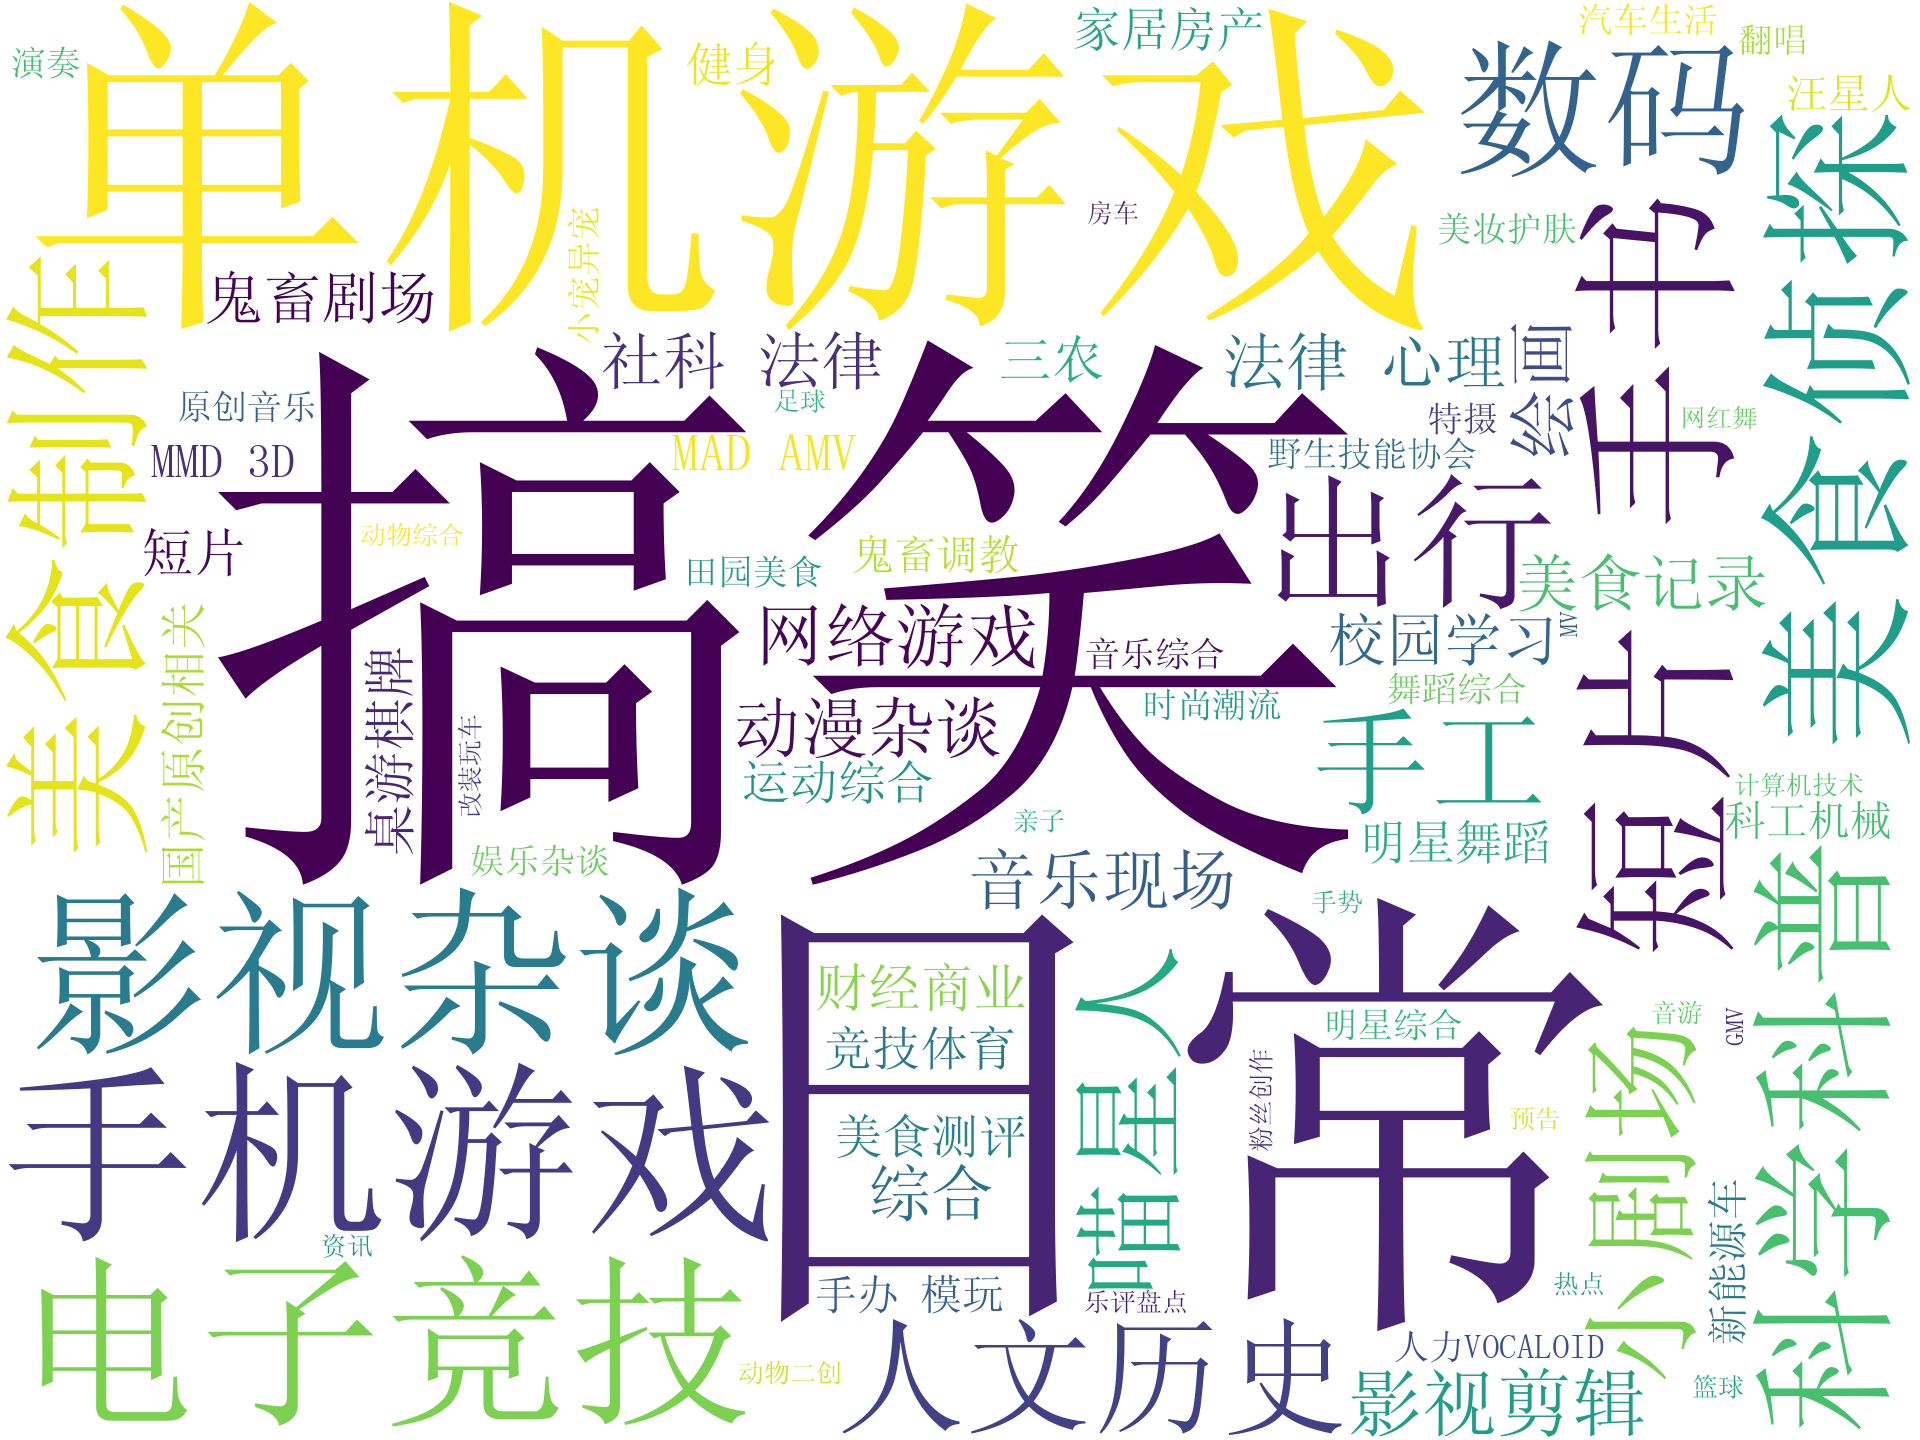 演奏
单机游戏
健身
家居房产
汽车生活
翻唱
数码
汪星人
美食侦探
房车
美妆护肤
小宠异宠
鬼畜剧场
美食制作
手书
社科 法律
三农
法律 心理
绘画
搞笑
原创音乐
足球
特摄
网红舞
MMD 3D
MAD AMV
野生技能协会
出行
短片
动物综合
鬼畜调教
田园美食
美食记录
国产原创相关
网络游戏
音乐综合
校园学习
MV
短片
桌游棋牌
改装玩车
动漫杂谈
时尚潮流
舞蹈综合
运动综合
手工
计算机技术
科工机械
亲子
明星舞蹈
娱乐杂谈
音乐现场
科学科普
影视杂谈
手势
日常
喵星人
财经商业
明星综合
音游
GMV
竞技体育
粉丝创作
小剧场
手机游戏
美食测评
预告
综合
新能源车
资讯
电子竞技
手办 模玩
乐评盘点
热点
人文历史
人力VOCALOID
动物二创
影视剪辑
篮球